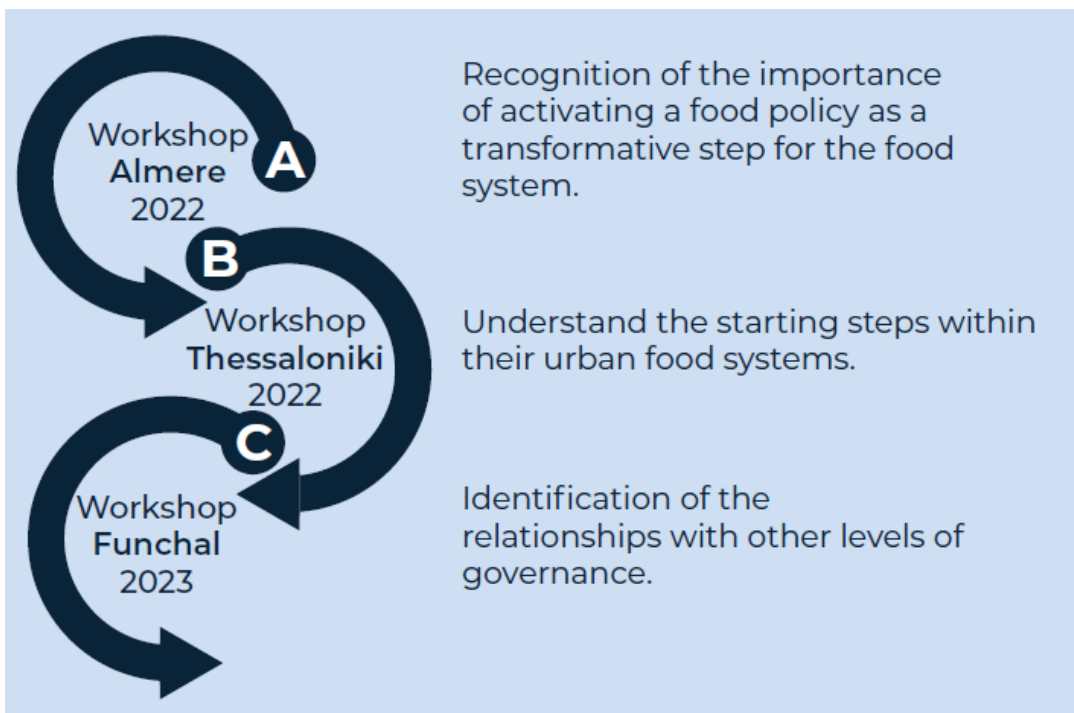 Workshop
Almere
2022
A
Recognition of the importance
of activating a food policy as a
transformative step for the food
system.
B
Workshop
Thessaloniki
2022
Understand the starting steps within
their urban food systems.
C
Workshop
Funchal
2023
Identification of the
relationships with other levels of
governance.